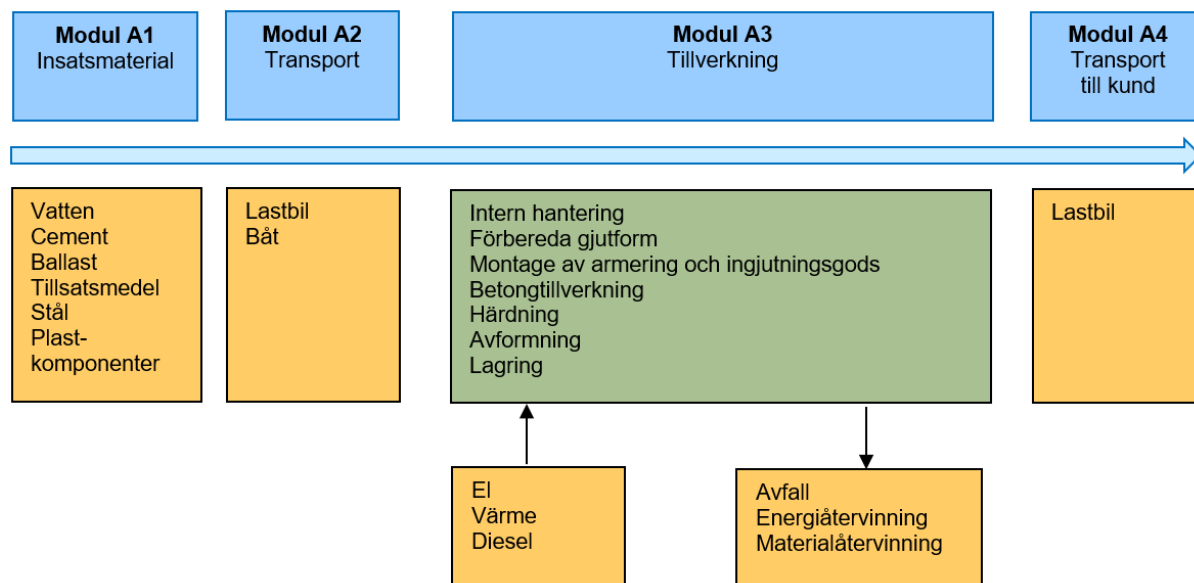 Modul A1
Insatsmaterial
Modul A2
Transport
Modul A3
Tillverkning
Modul A4
Transport
till kund
Vatten
Cement
Ballast
Tillsatsmedel
Stål
Plast-
komponenter
Lastbil
Båt
Intern hantering
Förbereda gjutform
Montage av armering och ingjutningsgods
Betongtillverkning
Härdning
Avformning
Lagring
Lastbil
El
Värme
Diesel
Avfall
Energiåtervinning
Materialåtervinning